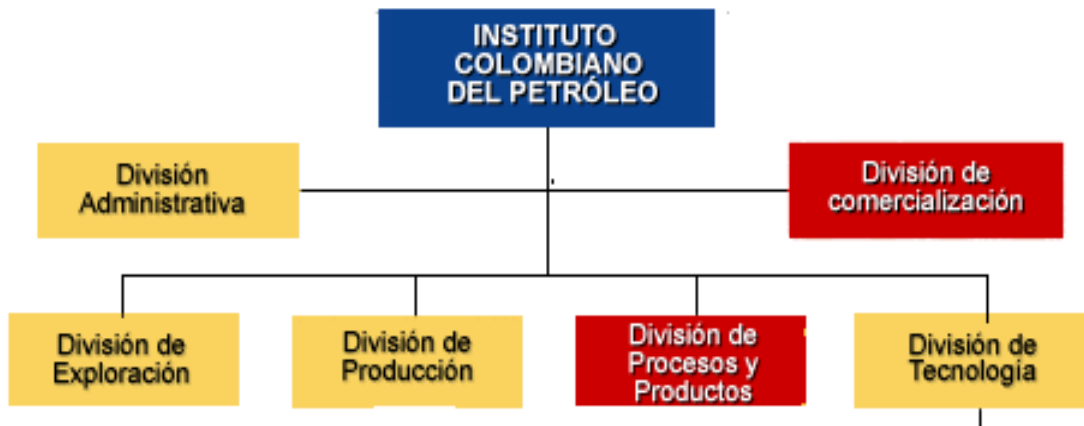 INSTITUTO
COLOMBIANO
DEL PETRÓLEO
División
Administrativa
División de
comercialización
División de
Exploración
División de
Producción
División de
Procesos y
Productos
División de
Tecnología